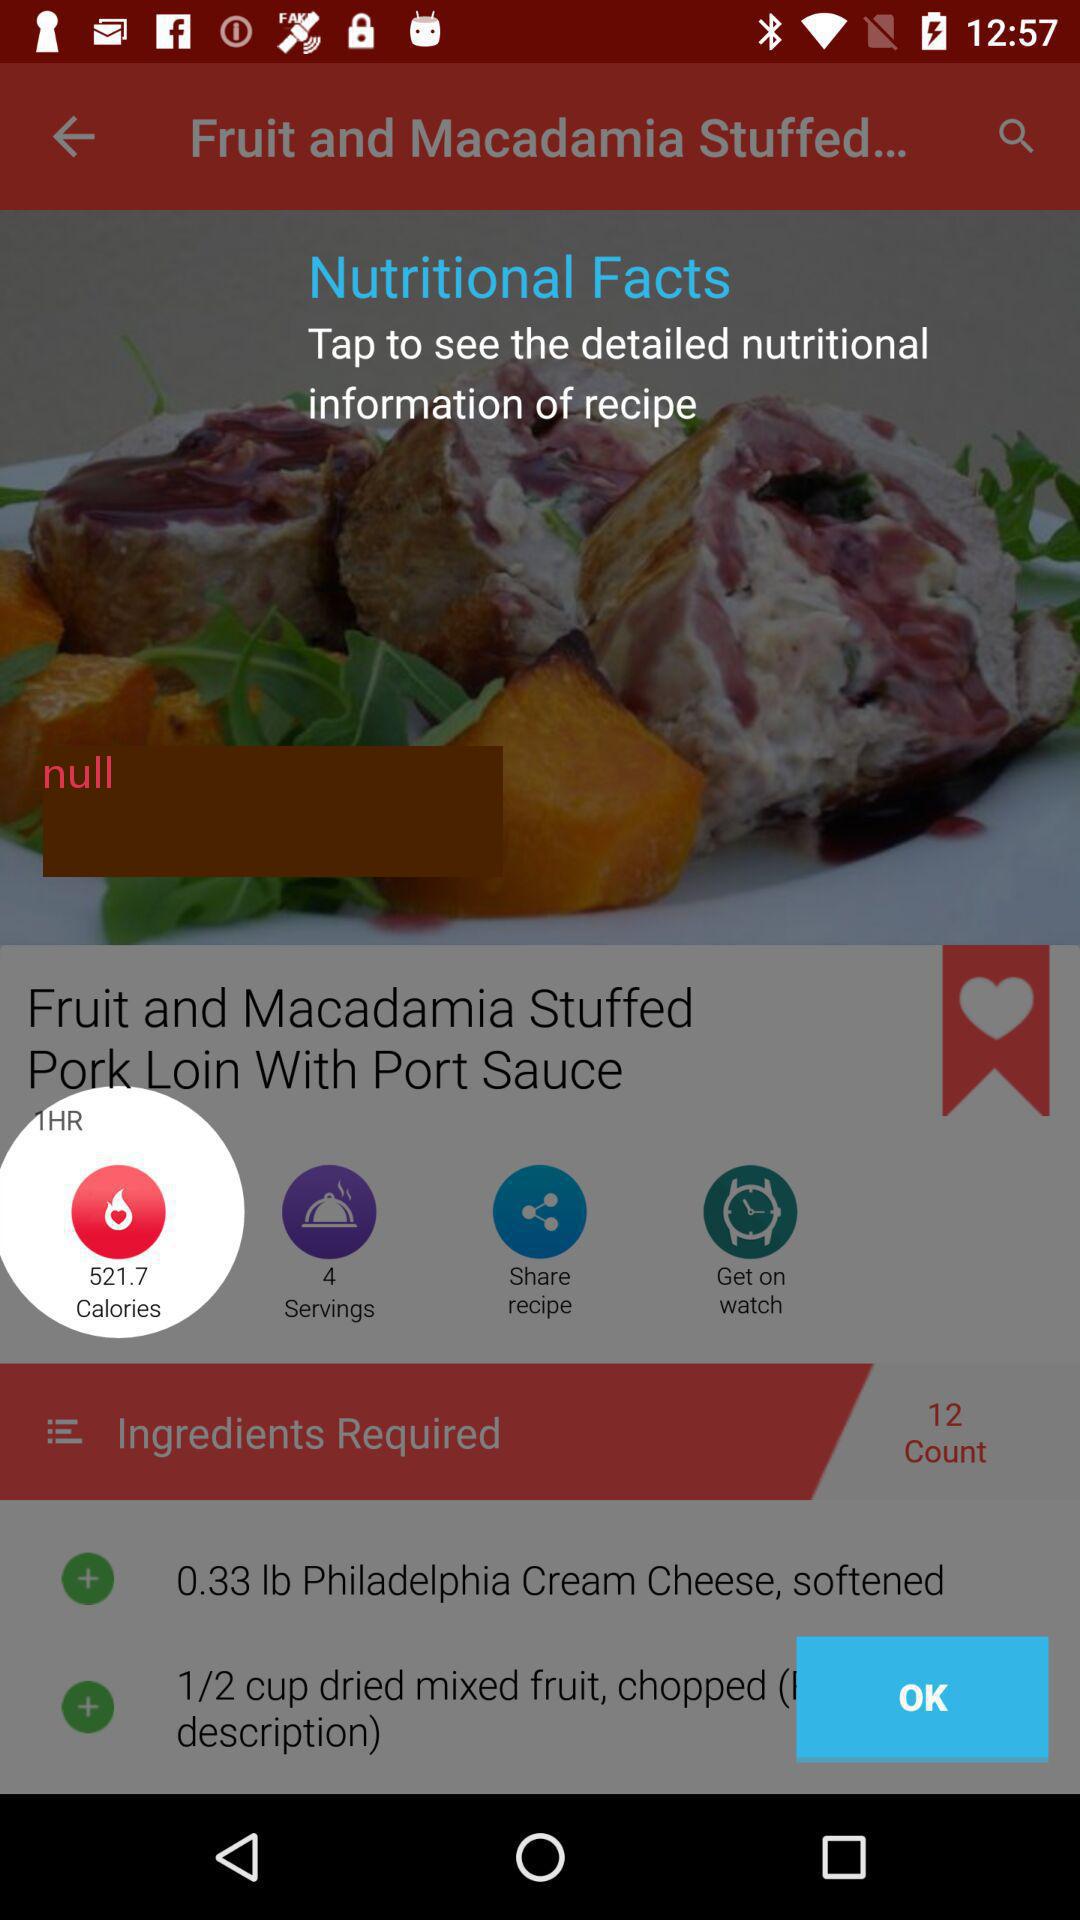 FAKE
12:57
Fruit and Macadamia Stuffed...
Nutritional Facts
Tap to see the detailed nutritional
information of recipe
null
Fruit and Macadamia Stuffed
Pork Loin With Port Sauce
1HR
521.7
Calories
4
Servings
Share
recipe
Get on
watch
Ingredients Required
12
Count
0.33 lb Philadelphia Cream Cheese, softened
1/2 cup dried mixed fruit, chopped (
description)
OK